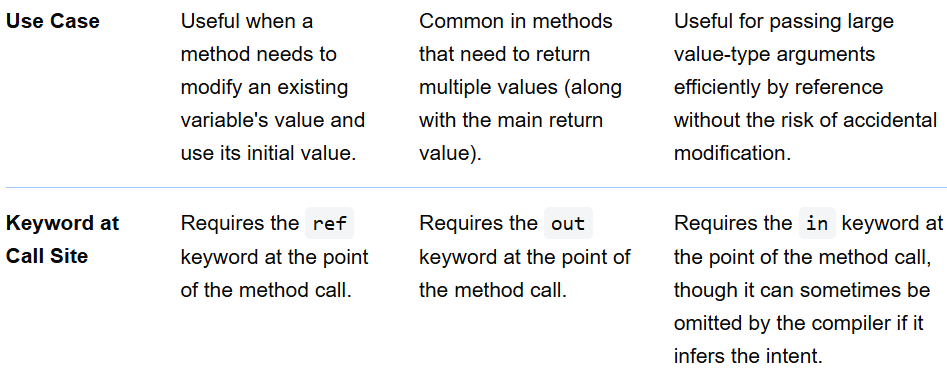 Use Case
Useful when a
method needs to
modify an existing
variable's value and
use its initial value.
Common in methods
that need to return
multiple values (along
with the main return
value).
Useful for passing large
value-type arguments
efficiently by reference
without the risk of accidental
modification.
Keyword at
Call Site
Requires the ref
keyword at the point
of the method call.
Requires the out
keyword at the point of
the method call.
Requires the in keyword at
the point of the method call,
though it can sometimes be
omitted by the compiler if it
infers the intent.